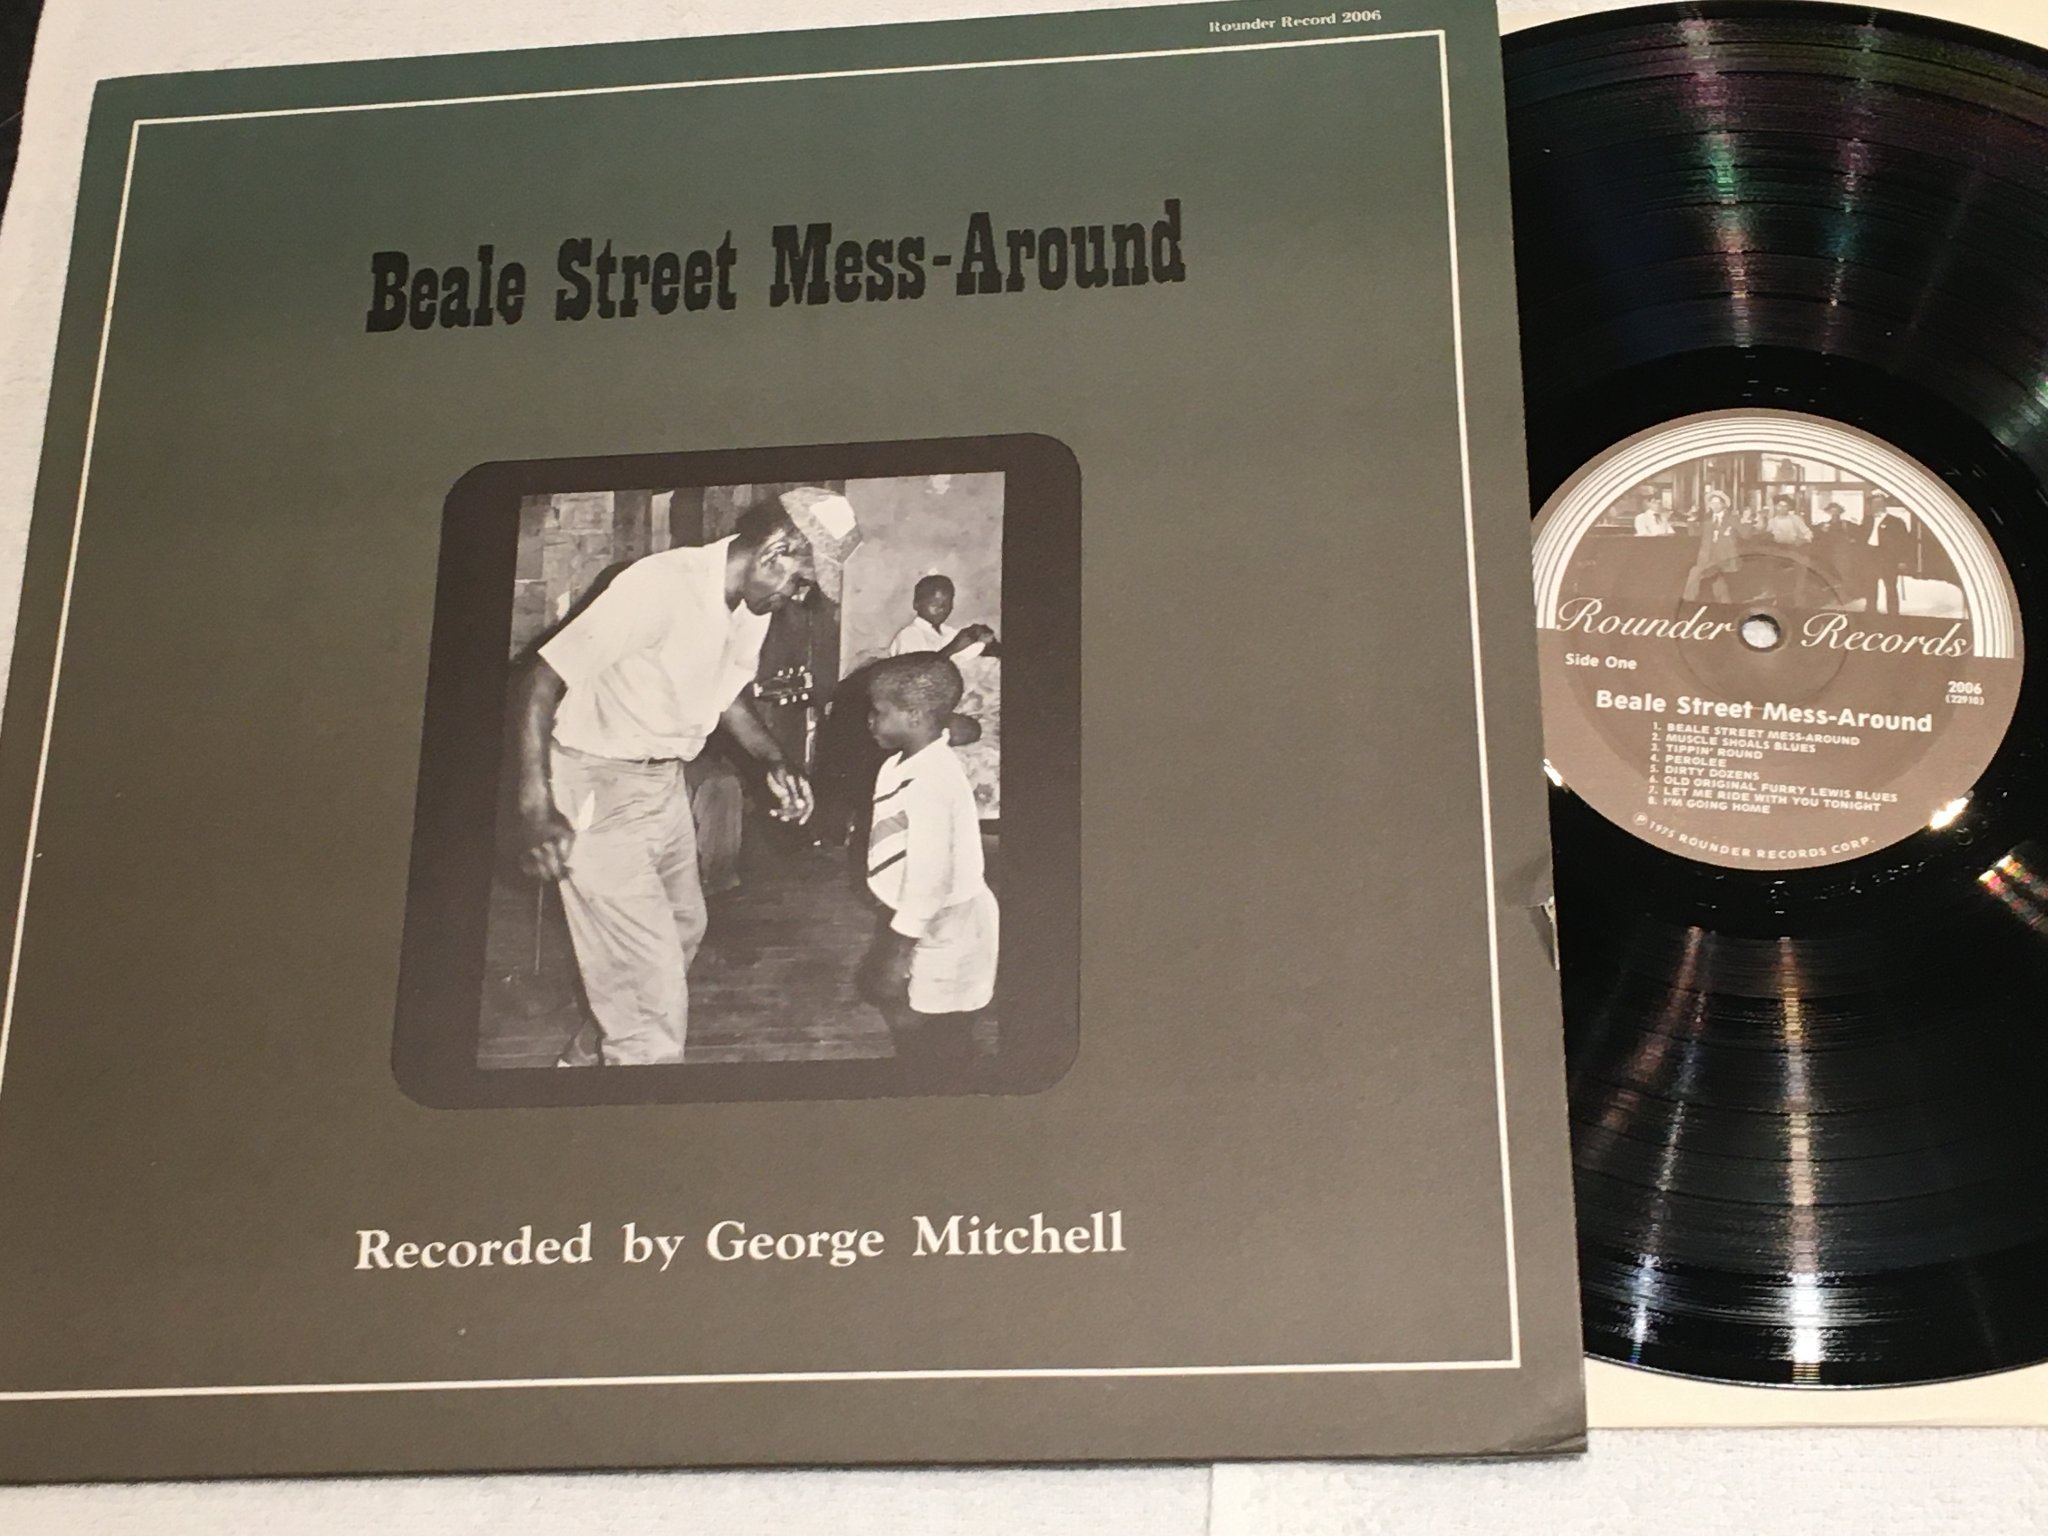 Rounder Record 2006
Beale Street Mess-Around
Recorded by George Mitchell
Rounder Records
Side One
2006
(22910)
Beale Street Mess-Around
1. BEALE STREET MESS-AROUND
2. MUSCLE SHOALS BLUES
3. TIPPIN' ROUND
4. PEROLEE
5. DIRTY DOZENS
6. OLD ORIGINAL FURRY LEWIS BLUES
7. LET ME RIDE WITH YOU TONIGHT
8. I'M GOING HOME
℗ 1975 ROUNDER RECORDS CORP.